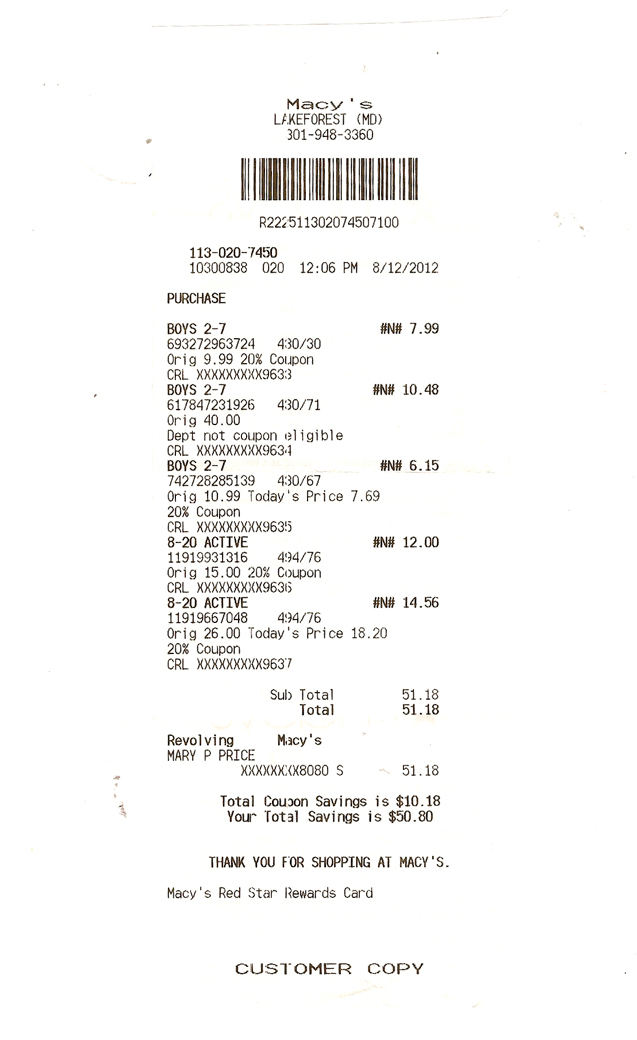 Macy's
LAKEFOREST (MD)
301-948-3360
R222511302074507100
113-020-7450
10300838 020 12:06 PM 8/12/2012
PURCHASE
BOYS 2-7 #N# 7.99
693272963724 430/30
Orig 9.99 20% Coupon
CRL XXXXXXXXX9633
BOYS 2-7 #N# 10.48
617847231926 430/71
Orig 40.00
Dept not coupon eligible
CRL XXXXXXXXX9634
BOYS 2-7 #N# 6.15
742728285139 430/67
Orig 10.99 Today's Price 7.69
20% Coupon
CRL XXXXXXXXX9635
8-20 ACTIVE #N# 12.00
11919931316 494/76
Orig 15.00 20% Coupon
CRL XXXXXXXXX9636
8-20 ACTIVE #N# 14.56
11919667048 494/76
Orig 26.00 Today's Price 18.20
20% Coupon
CRL XXXXXXXXX9637
Sub Total 51.18
Total 51.18
Revolving Macy's
MARY P PRICE
XXXXXXXX8080 S 51.18
Total Coupon Savings is $10.18
Your Total Savings is $50.80
THANK YOU FOR SHOPPING AT MACY'S.
Macy's Red Star Rewards Card
CUSTOMER COPY